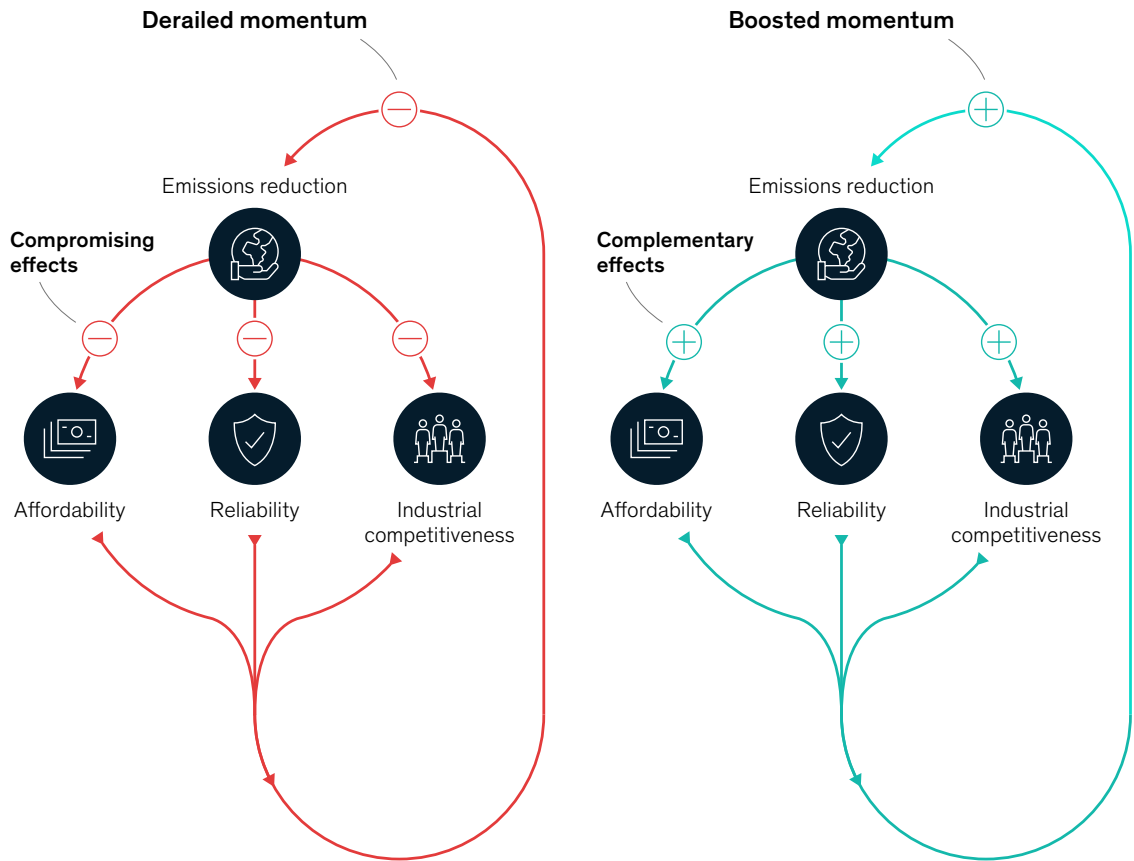 Derailed momentum
Emissions reduction
Compromising
effects
Affordability
Reliability
Industrial
competitiveness
Boosted momentum
Emissions reduction
Complementary
effects
Affordability
Reliability
Industrial
competitiveness